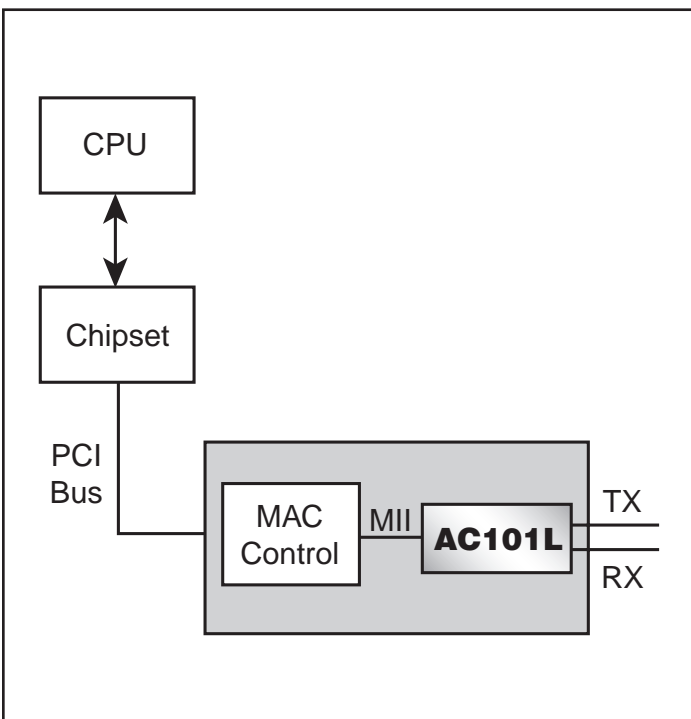 CPU
Chipset
PCI
Bus
MAC
Control
MII
AC101L
TX
RX